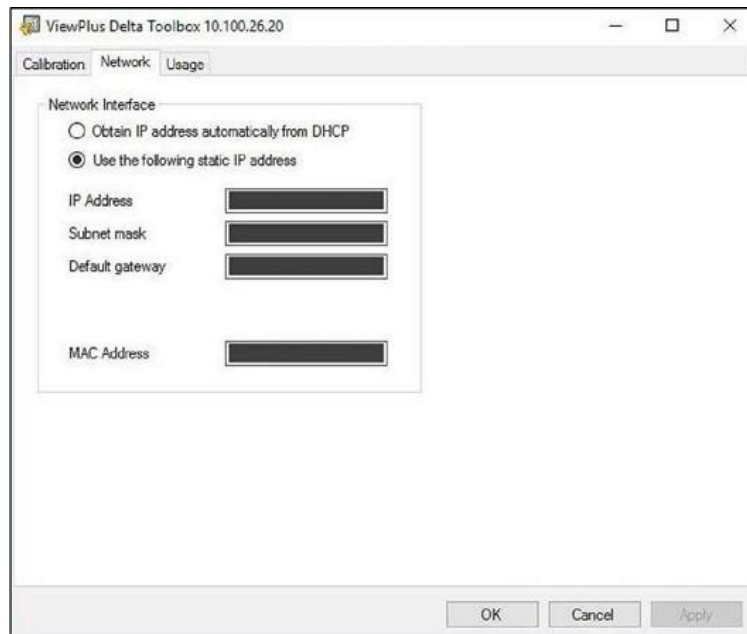 ViewPlus Delta Toolbox 10.100.26.20
Calibration Network Usage
Network Interface
Obtain IP address automatically from DHCP
Use the following static IP address
IP Address
Subnet mask
Default gateway
MAC Address
OK Cancel Apply